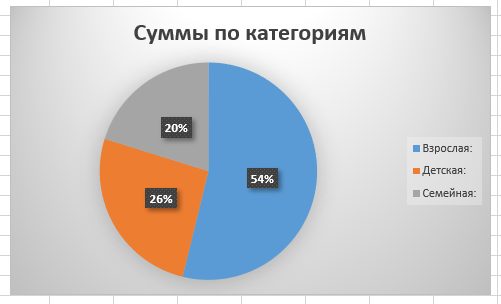 Суммы по категориям
20%
54%
26%
Взрослая:
Детская:
Семейная: